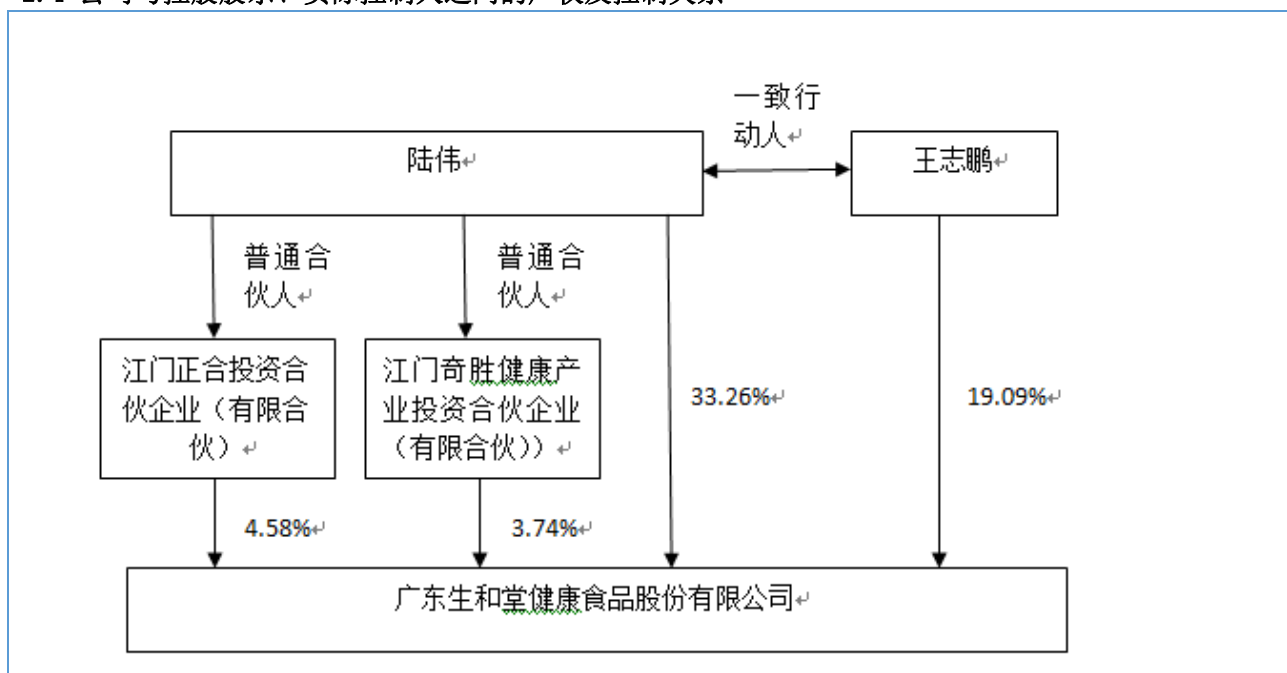 一致行
动人
陆伟
王志鹏
普通合
伙人
普通合
伙人
江门正合投资合
伙企业（有限合
伙）
江门奇胜健康产
业投资合伙企业
（有限合伙））
33.26%
19.09%
4.58%
3.74%
广东生和堂健康食品股份有限公司